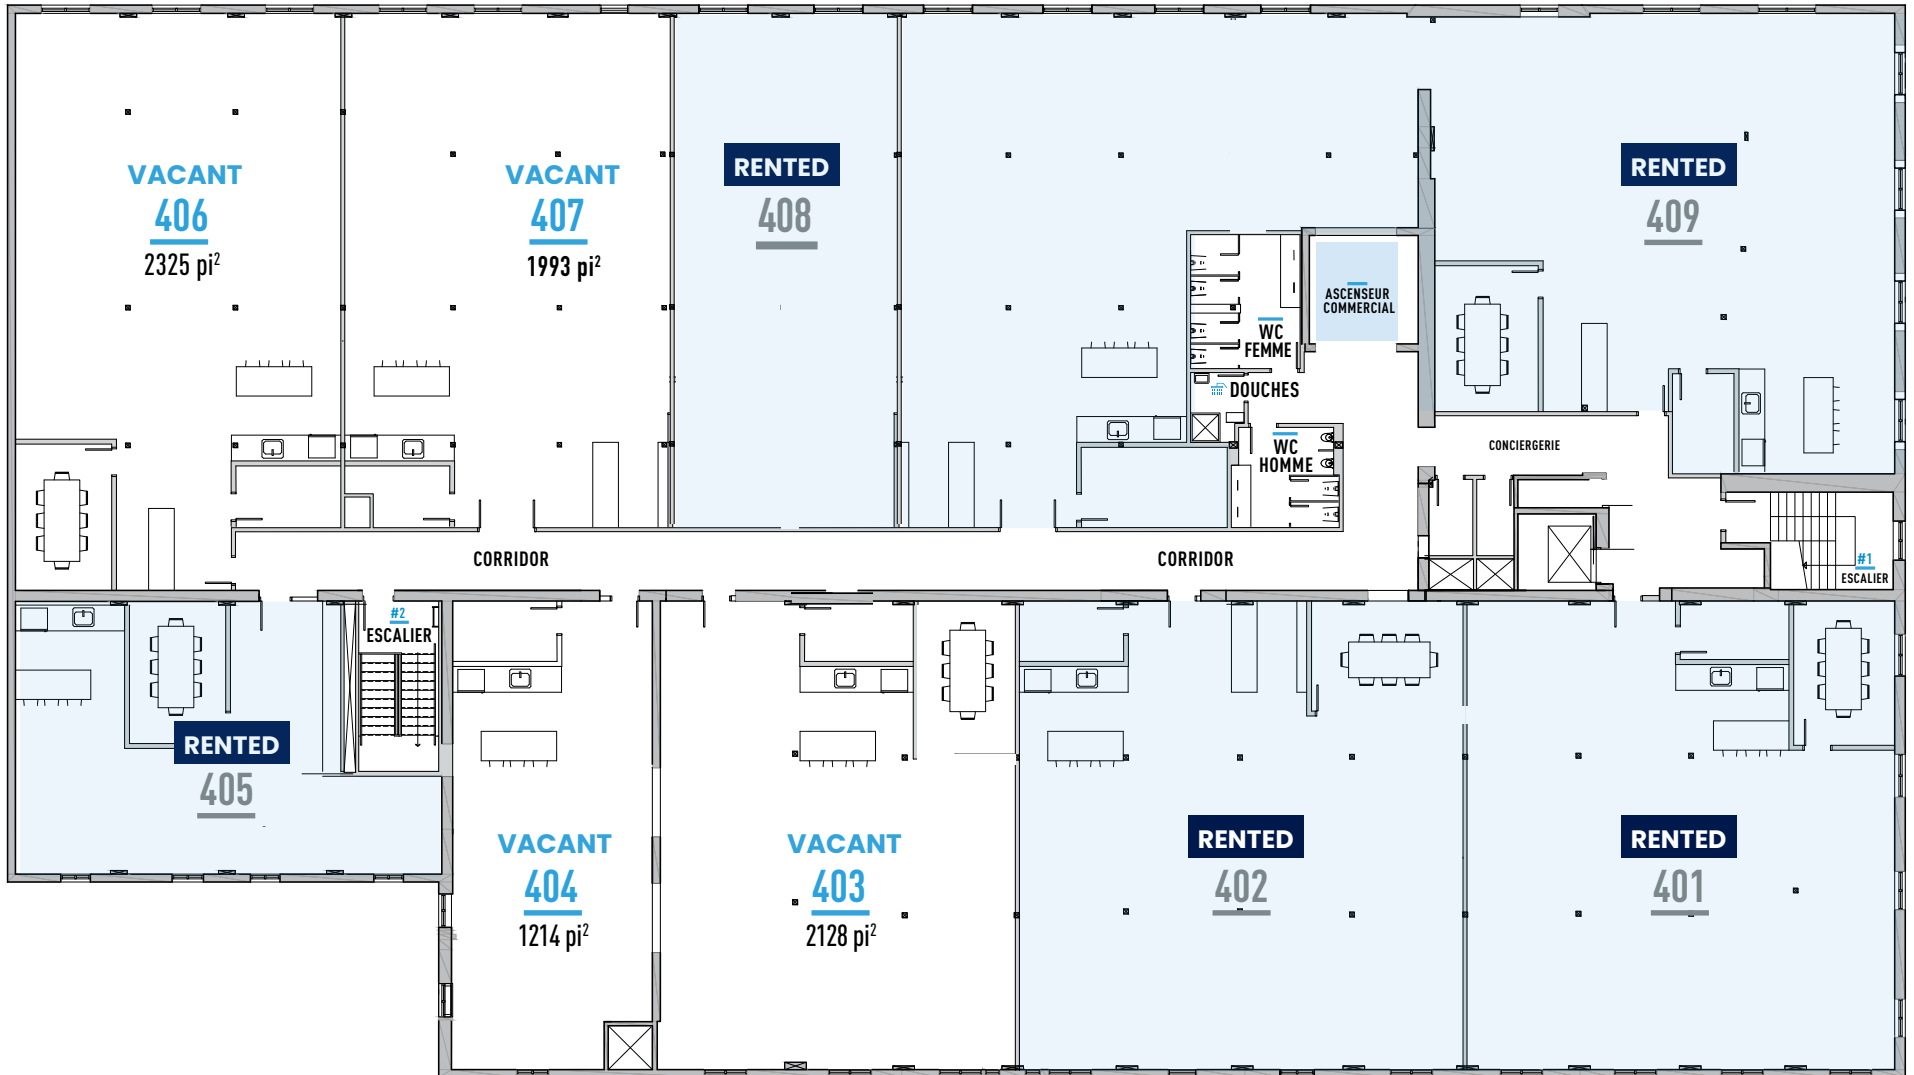 VACANT
406
2325 pi²
VACANT
407
1993 pi²
RENTED
408
RENTED
409
ASCENSEUR
COMMERCIAL
WC
FEMME
DOUCHES
WC
HOMME
CONCIERGERIE
CORRIDOR
CORRIDOR
#1
ESCALIER
#2
ESCALIER
RENTED
405
VACANT
404
1214 pi²
VACANT
403
2128 pi²
RENTED
402
RENTED
401